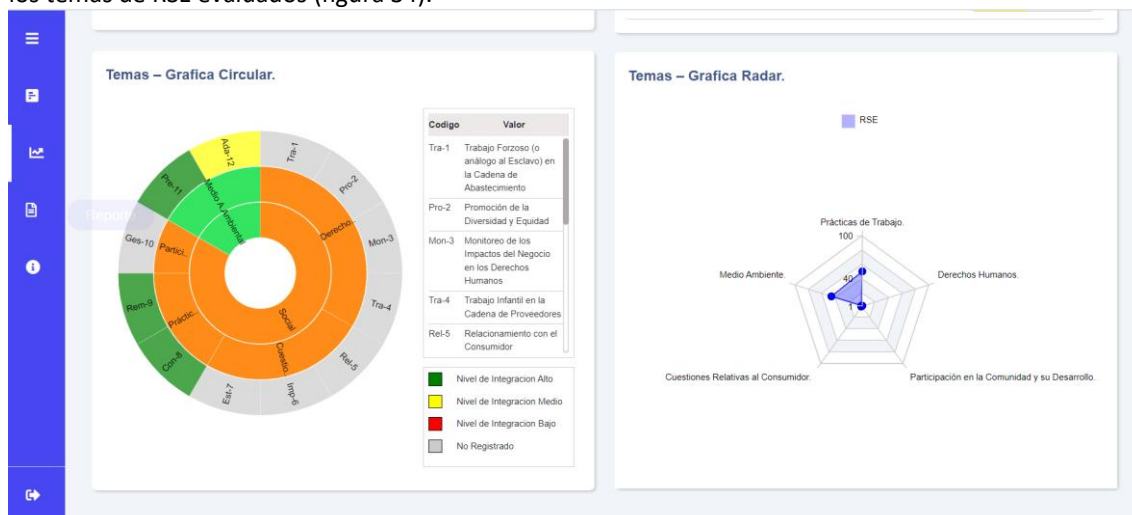 los temas de RSE evaluados (figura 34).
Temas – Grafica Circular.
Ada-12
Tra-1
Pre-11
Pro-2
Medio A.
Ambiental
Derecho..
Ges-10
Partici..
Mon-3
Rem-9
Práctic..
Social
Tra-4
Con-8
Cuestio..
Rel-5
Est-7
Imp-6
Codigo Valor
Tra-1 Trabajo Forzoso (o
análogo al Esclavo) en
la Cadena de
Abastecimiento
Pro-2 Promoción de la
Diversidad y Equidad
Mon-3 Monitoreo de los
Impactos del Negocio
en los Derechos
Humanos
Tra-4 Trabajo Infantil en la
Cadena de Proveedores
Rel-5 Relacionamiento con el
Consumidor
Nivel de Integracion Alto
Nivel de Integracion Medio
Nivel de Integracion Bajo
No Registrado
Reporte
Temas – Grafica Radar.
RSE
Prácticas de Trabajo.
100
Medio Ambiente.
40
Derechos Humanos.
1
Cuestiones Relativas al Consumidor.
Participación en la Comunidad y su Desarrollo.